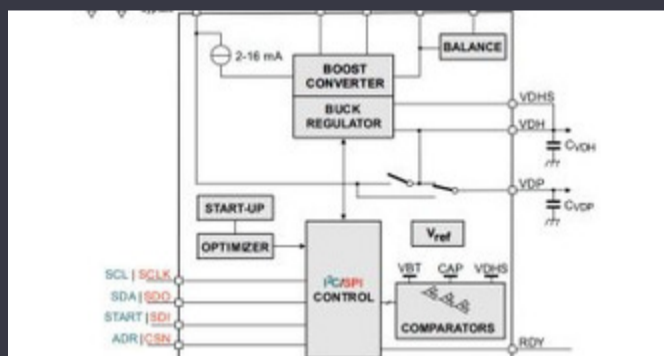 2-16 mA
BALANCE
BOOST
CONVERTER
BUCK
REGULATOR
VDHS
VDH
CVDH
VDP
CVDP
START-UP
OPTIMIZER
Vref
SCL | SCLK
SDA | SDO
START | SDI
ADR | CSN
I²C/SPI
CONTROL
VBT CAP VDHS
COMPARATORS
RDY